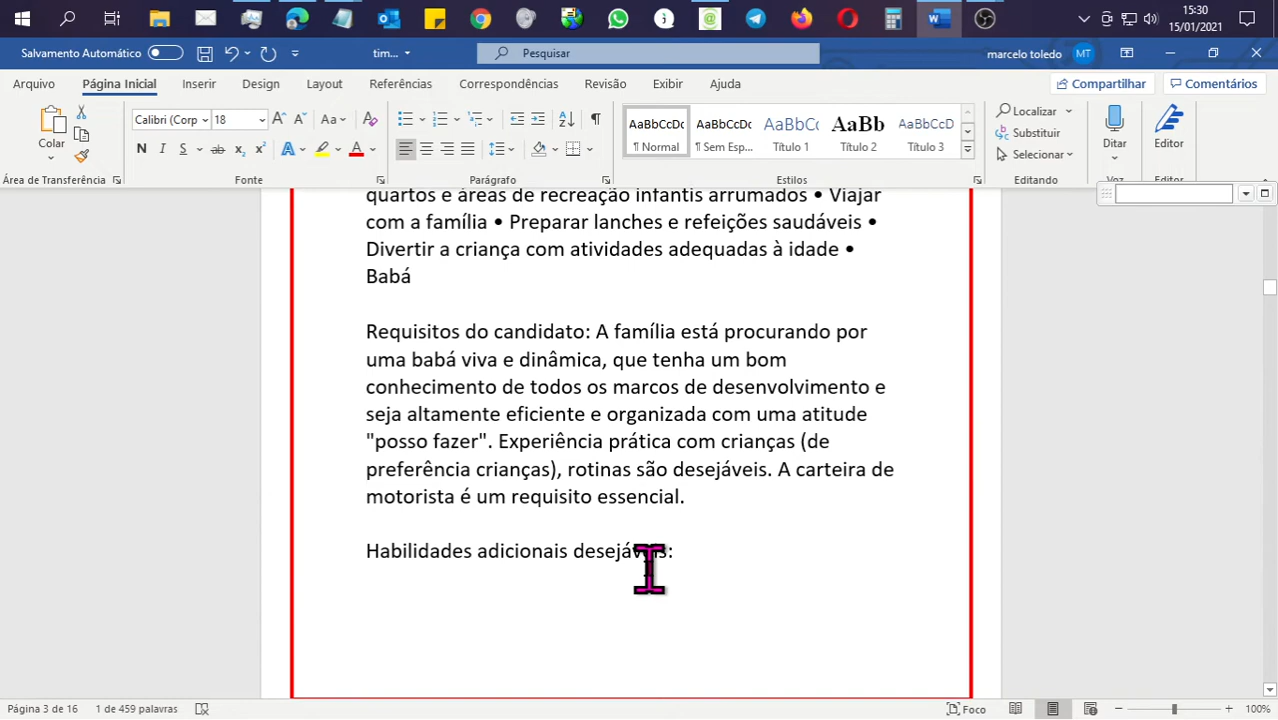 15:30
15/01/2021
Salvamento Automático
tim...
Pesquisar
marcelo toledo
MT
Arquivo
Página Inicial
Inserir
Design
Layout
Referências
Correspondências
Revisão
Exibir
Ajuda
Compartilhar
Comentários
Colar
Calibri (Corp
18
Aa
N
I
S
ab
x₂
x²
A
A
AaBbCcDc
AaBbCcDc
AaBbCc
AaBb
AaBbCcD
¶ Normal
¶ Sem Esp...
Título 1
Título 2
Título 3
Localizar
Substituir
Selecionar
Ditar
Editor
Área de Transferência
Fonte
Parágrafo
Estilos
Editando
Voz
Editor
quartos e áreas de recreação infantis arrumados • Viajar
com a família • Preparar lanches e refeições saudáveis •
Divertir a criança com atividades adequadas à idade •
Babá
Requisitos do candidato: A família está procurando por
uma babá viva e dinâmica, que tenha um bom
conhecimento de todos os marcos de desenvolvimento e
seja altamente eficiente e organizada com uma atitude
"posso fazer". Experiência prática com crianças (de
preferência crianças), rotinas são desejáveis. A carteira de
motorista é um requisito essencial.
Habilidades adicionais desejáveis:
Página 3 de 16
1 de 459 palavras
Foco
100%